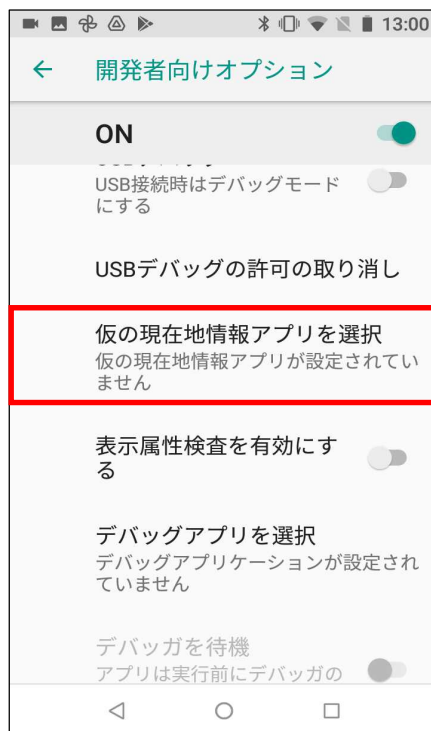 13:00
開発者向けオプション
ON
USB接続時はデバッグモード
にする
USBデバッグの許可の取り消し
仮の現在地情報アプリを選択
仮の現在地情報アプリが設定されてい
ません
表示属性検査を有効にす
る
デバッグアプリを選択
デバッグアプリケーションが設定され
ていません
デバッガを待機
アプリは実行前にデバッガの